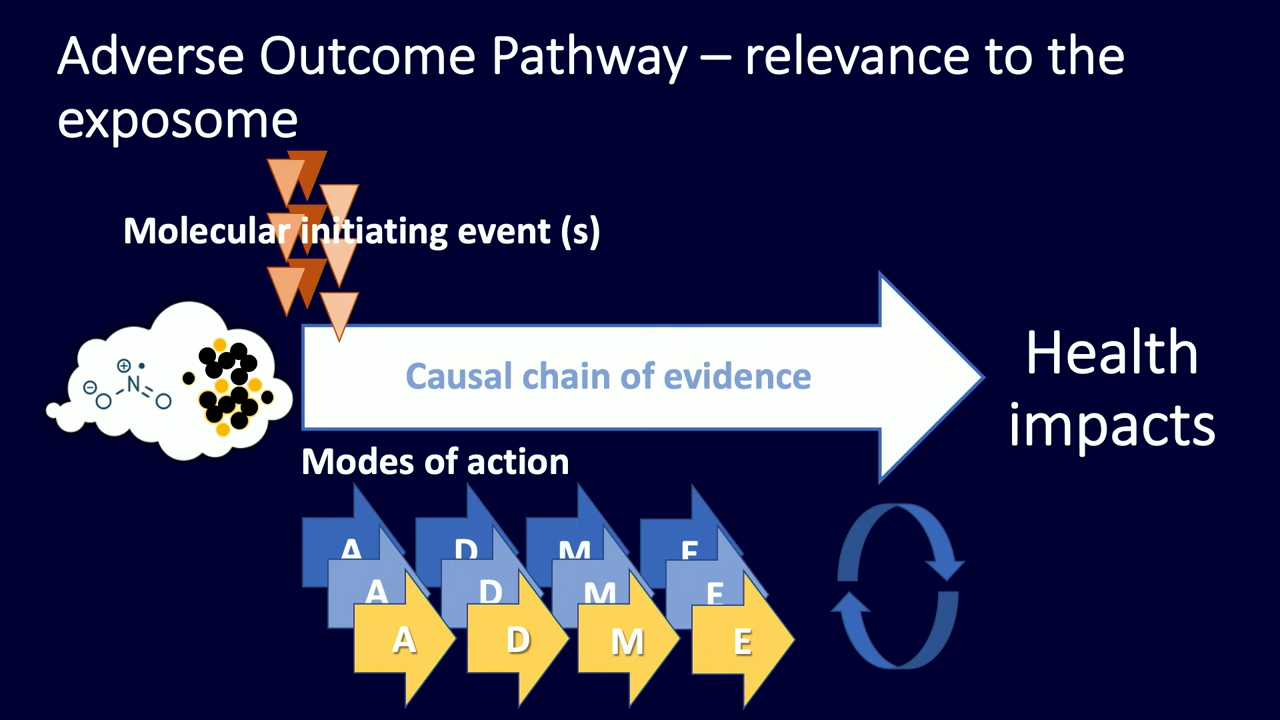 Adverse Outcome Pathway – relevance to the
exposome
Molecular initiating event (s)
⊕ •
⊖ N
O O
Causal chain of evidence
Health
impacts
Modes of action
A D M E
A D M E
A D M E